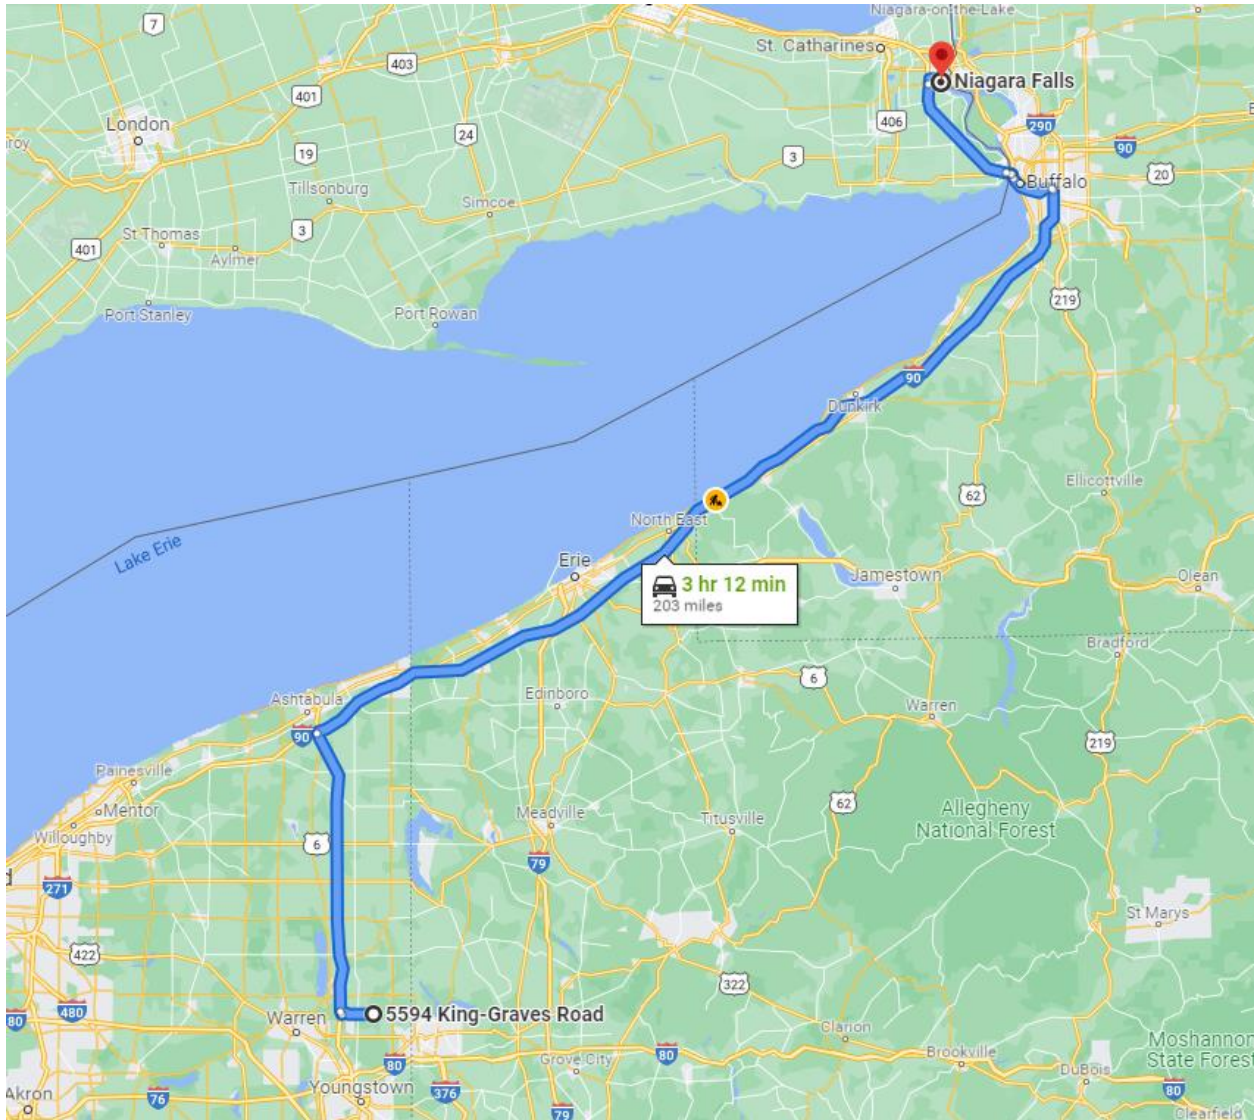 Niagara-on-the-Lake
7
St. Catharines
403
Niagara Falls
401
London
406
290
24
90
19
3
20
Tillsonburg
Buffalo
Simcoe
St Thomas
3
401
Aylmer
219
Port Stanley
Port Rowan
90
Dunkirk
Ellicottville
62
North East
Lake Erie
Erie
3 hr 12 min
203 miles
Jamestown
Olean
Bradford
6
Edinboro
Ashtabula
Warren
90
219
Painesville
Mentor
62
Allegheny
National Forest
Meadville
Titusville
Willoughby
6
79
271
St Marys
422
322
480
5594 King-Graves Road
80
Warren
Clarion
Moshannon
State Forest
80
Grove City
80
Brookville
DuBois
76
Youngstown
376
80
Akron
79
Clearfield